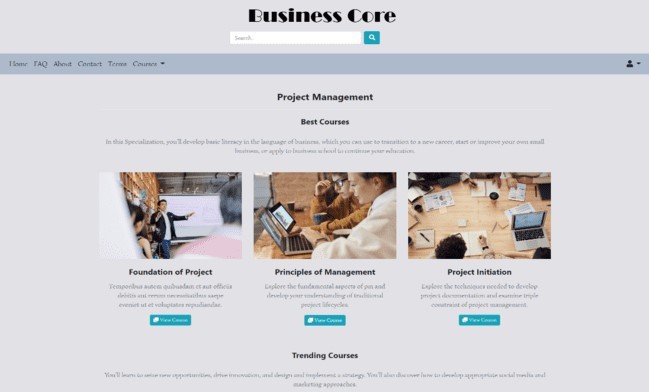 Business Core
Search..
Home FAQ About Contact Terms Courses
Project Management
Best Courses
In this Specialization, you'll develop basic literacy in the language of business, which you can use to transition to a new career, start or improve your own small
business, or apply to business school to continue your education.
Foundation of Project
Temporibus autem quibusdam et aut officiis
debitis aut rerum necessitatibus saepe
eveniet ut et voluptates repudiandae.
View Course
Principles of Management
Explore the fundamental aspects of pm and
develop your understanding of traditional
project lifecycles.
View Course
Project Initiation
Explore the techniques needed to develop
project documentation and examine triple
constraint of project management.
View Course
Trending Courses
You'll learn to seize new opportunities, drive innovation, and design and implement a strategy. You'll also discover how to develop appropriate social media and
marketing approaches.